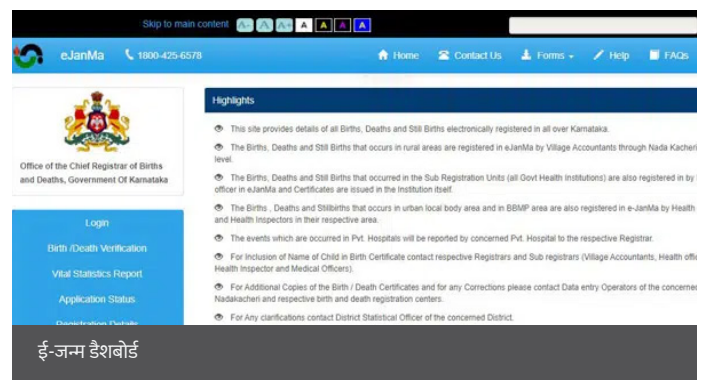 Skip to main content A- A A+ A A A A
eJanMa 1800-425-6578 Home Contact Us Forms Help FAQs
Office of the Chief Registrar of Births
and Deaths, Government Of Karnataka
Login
Birth /Death Verification
Vital Statistics Report
Application Status
Registration Details
Highlights
This site provides details of all Births, Deaths and Still Births electronically registered in all over Karnataka.
The Births, Deaths and Still Births that occurs in rural areas are registered in eJanMa by Village Accountants through Nada Kacheri
level.
The Births, Deaths and Still Births that occurred in the Sub Registration Units (all Govt Health Institutions) are also registered in by
officer in eJanMa and Certificates are issued in the Institution itself.
The Births , Deaths and Stillbirths that occurs in urban local body area and in BBMP area are also registered in e-JanMa by Health
and Health Inspectors in their respective area.
The events which are occurred in Pvt. Hospitals will be reported by concerned Pvt. Hospital to the respective Registrar.
For Inclusion of Name of Child in Birth Certificate contact respective Registrars and Sub registrars (Village Accountants, Health offic
Health Inspector and Medical Officers).
For Additional Copies of the Birth / Death Certificates and for any Corrections please contact Data entry Operators of the concerned
Nadakacheri and respective birth and death registration centers.
For Any clarifications contact District Statistical Officer of the concerned District.
ई-जन्म डैशबोर्ड